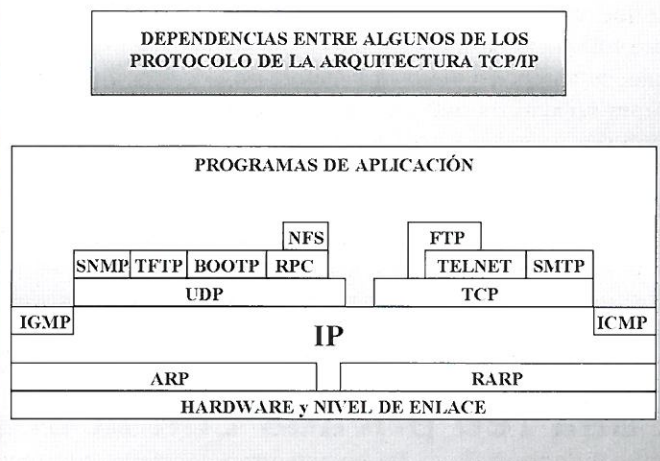 DEPENDENCIAS ENTRE ALGUNOS DE LOS
PROTOCOLO DE LA ARQUITECTURA TCP/IP
PROGRAMAS DE APLICACIÓN
NFS
FTP
SNMP TFTP BOOTP RPC
TELNET SMTP
UDP
TCP
IGMP
ICMP
IP
ARP
RARP
HARDWARE y NIVEL DE ENLACE